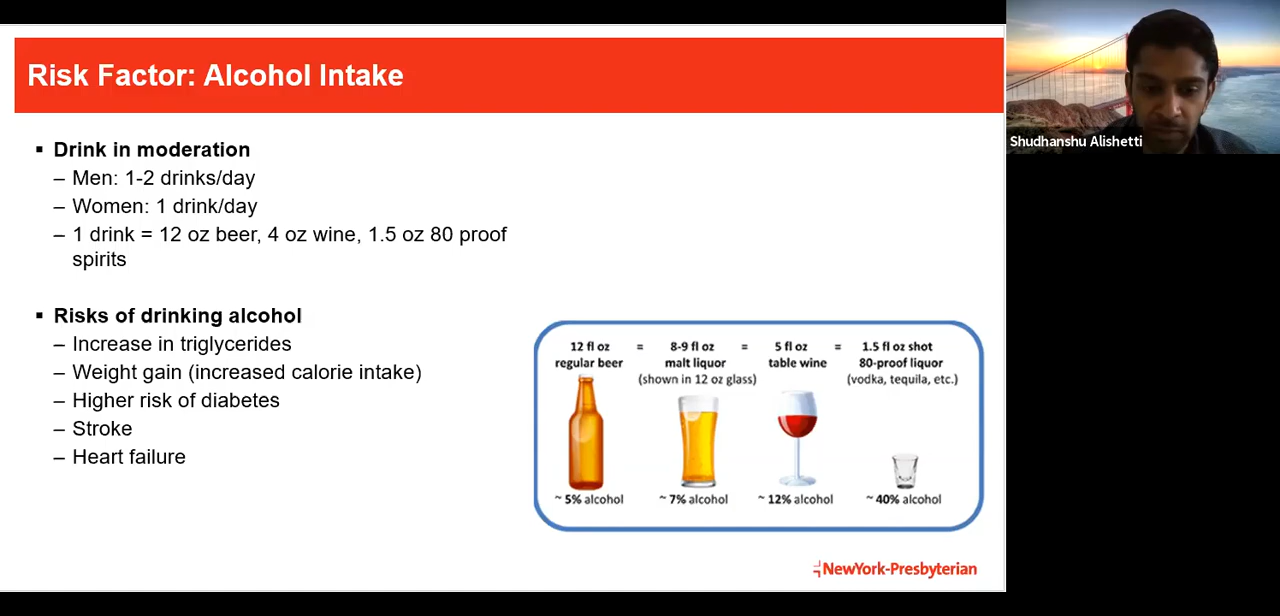 Risk Factor: Alcohol Intake
Shudhanshu Alishetti
▪ Drink in moderation
– Men: 1-2 drinks/day
– Women: 1 drink/day
– 1 drink = 12 oz beer, 4 oz wine, 1.5 oz 80 proof
spirits
▪ Risks of drinking alcohol
– Increase in triglycerides
– Weight gain (increased calorie intake)
– Higher risk of diabetes
– Stroke
– Heart failure
12 fl oz = 8-9 fl oz = 5 fl oz = 1.5 fl oz shot
regular beer malt liquor table wine 80-proof liquor
(shown in 12 oz glass) (vodka, tequila, etc.)
~ 5% alcohol ~ 7% alcohol ~ 12% alcohol ~ 40% alcohol
NewYork-Presbyterian